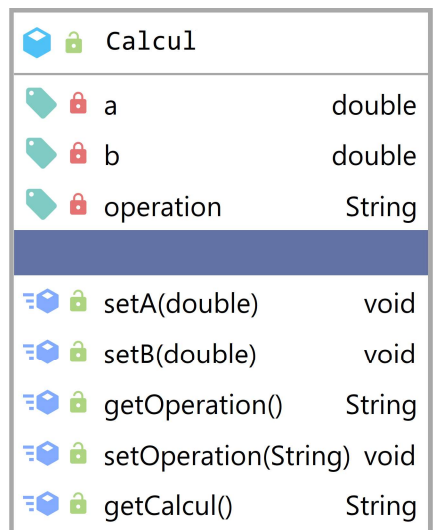 Calcul
a double
b double
operation String
setA(double) void
setB(double) void
getOperation() String
setOperation(String) void
getCalcul() String